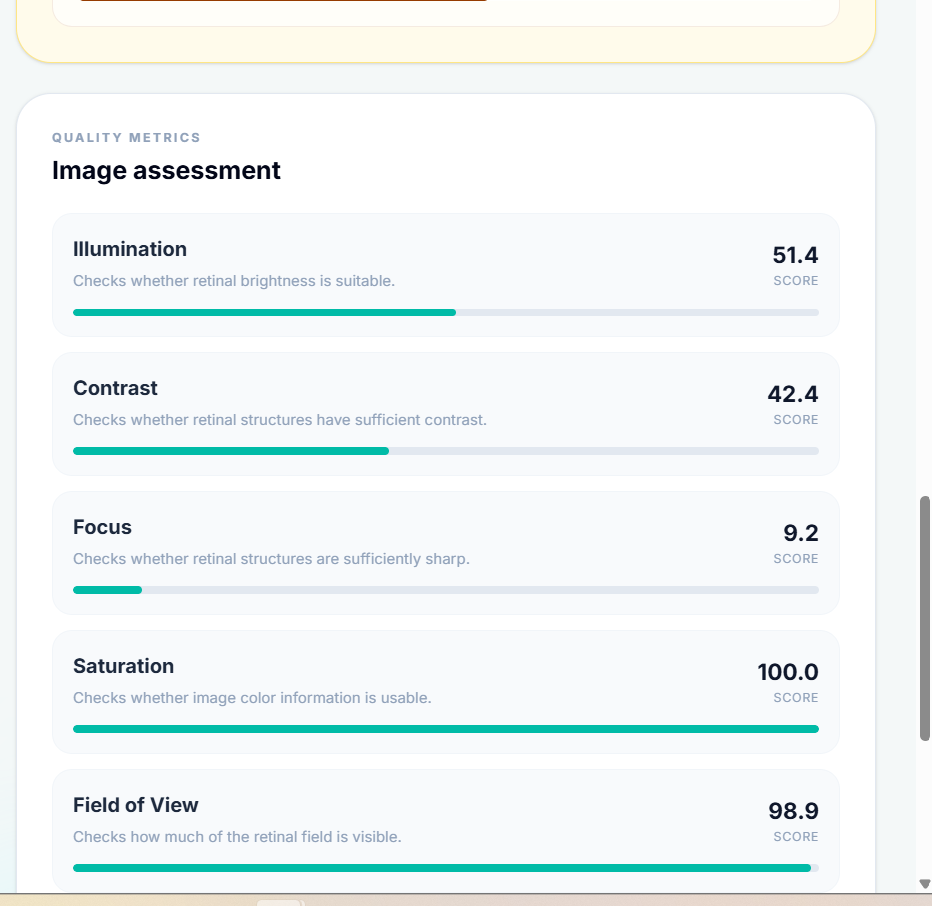 QUALITY METRICS
Image assessment
Illumination
51.4
Checks whether retinal brightness is suitable.
SCORE
Contrast
42.4
Checks whether retinal structures have sufficient contrast.
SCORE
Focus
9.2
Checks whether retinal structures are sufficiently sharp.
SCORE
Saturation
100.0
Checks whether image color information is usable.
SCORE
Field of View
98.9
Checks how much of the retinal field is visible.
SCORE